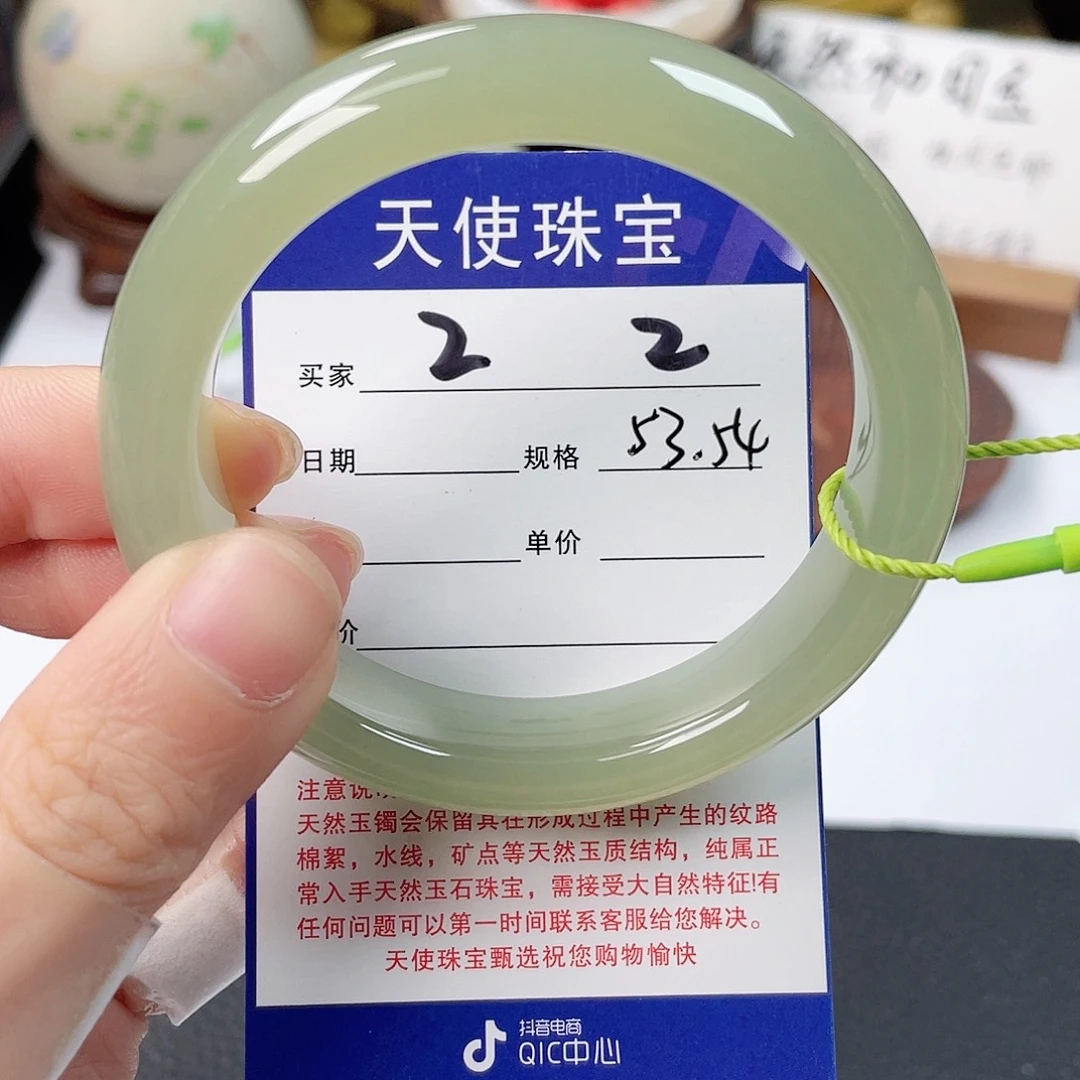 天然和田玉
天使珠宝
买家 2 2
日期 规格 53.54
单价
价
注意说
天然玉镯会保留其在形成过程中产生的纹路
棉絮，水线，矿点等天然玉质结构，纯属正
常入手天然玉石珠宝，需接受大自然特征!有
任何问题可以第一时间联系客服给您解决。
天使珠宝甄选祝您购物愉快
抖音电商
QIC中心